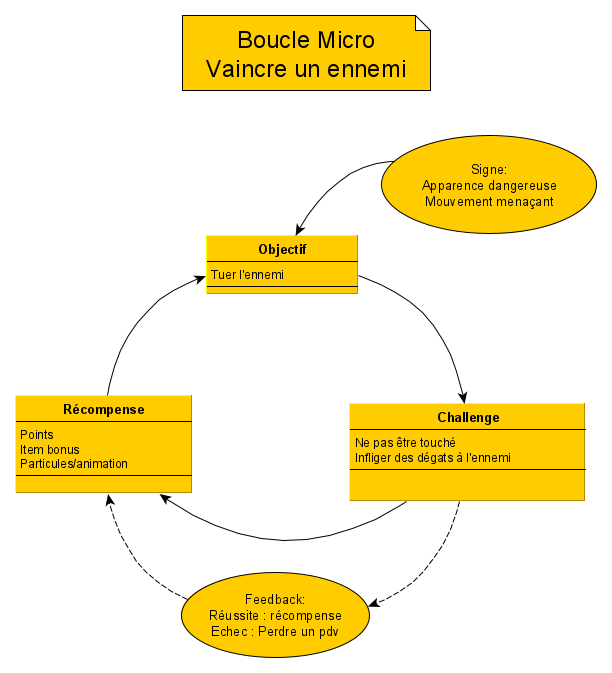 Boucle Micro
Vaincre un ennemi
Signe:
Apparence dangereuse
Mouvement menaçant
Objectif
Tuer l'ennemi
Récompense
Points
Item bonus
Particules/animation
Challenge
Ne pas être touché
Infliger des dégats à l'ennemi
Feedback:
Réussite : récompense
Echec : Perdre un pdv